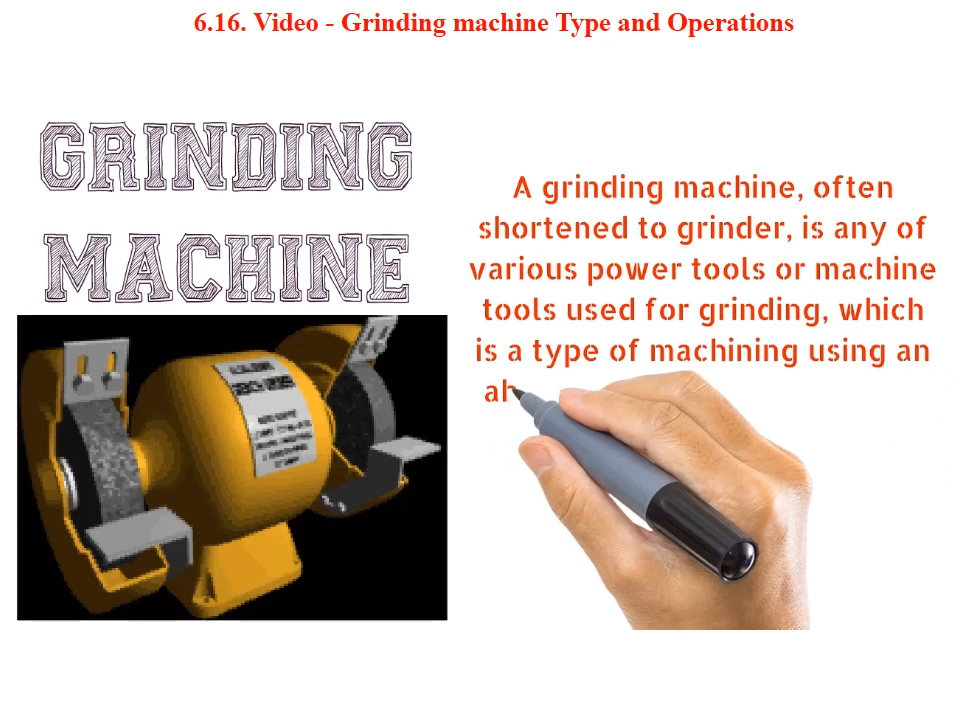 6.16. Video - Grinding machine Type and Operations
GRINDING
MACHINE
A grinding machine, often
shortened to grinder, is any of
various power tools or machine
tools used for grinding, which
is a type of machining using an